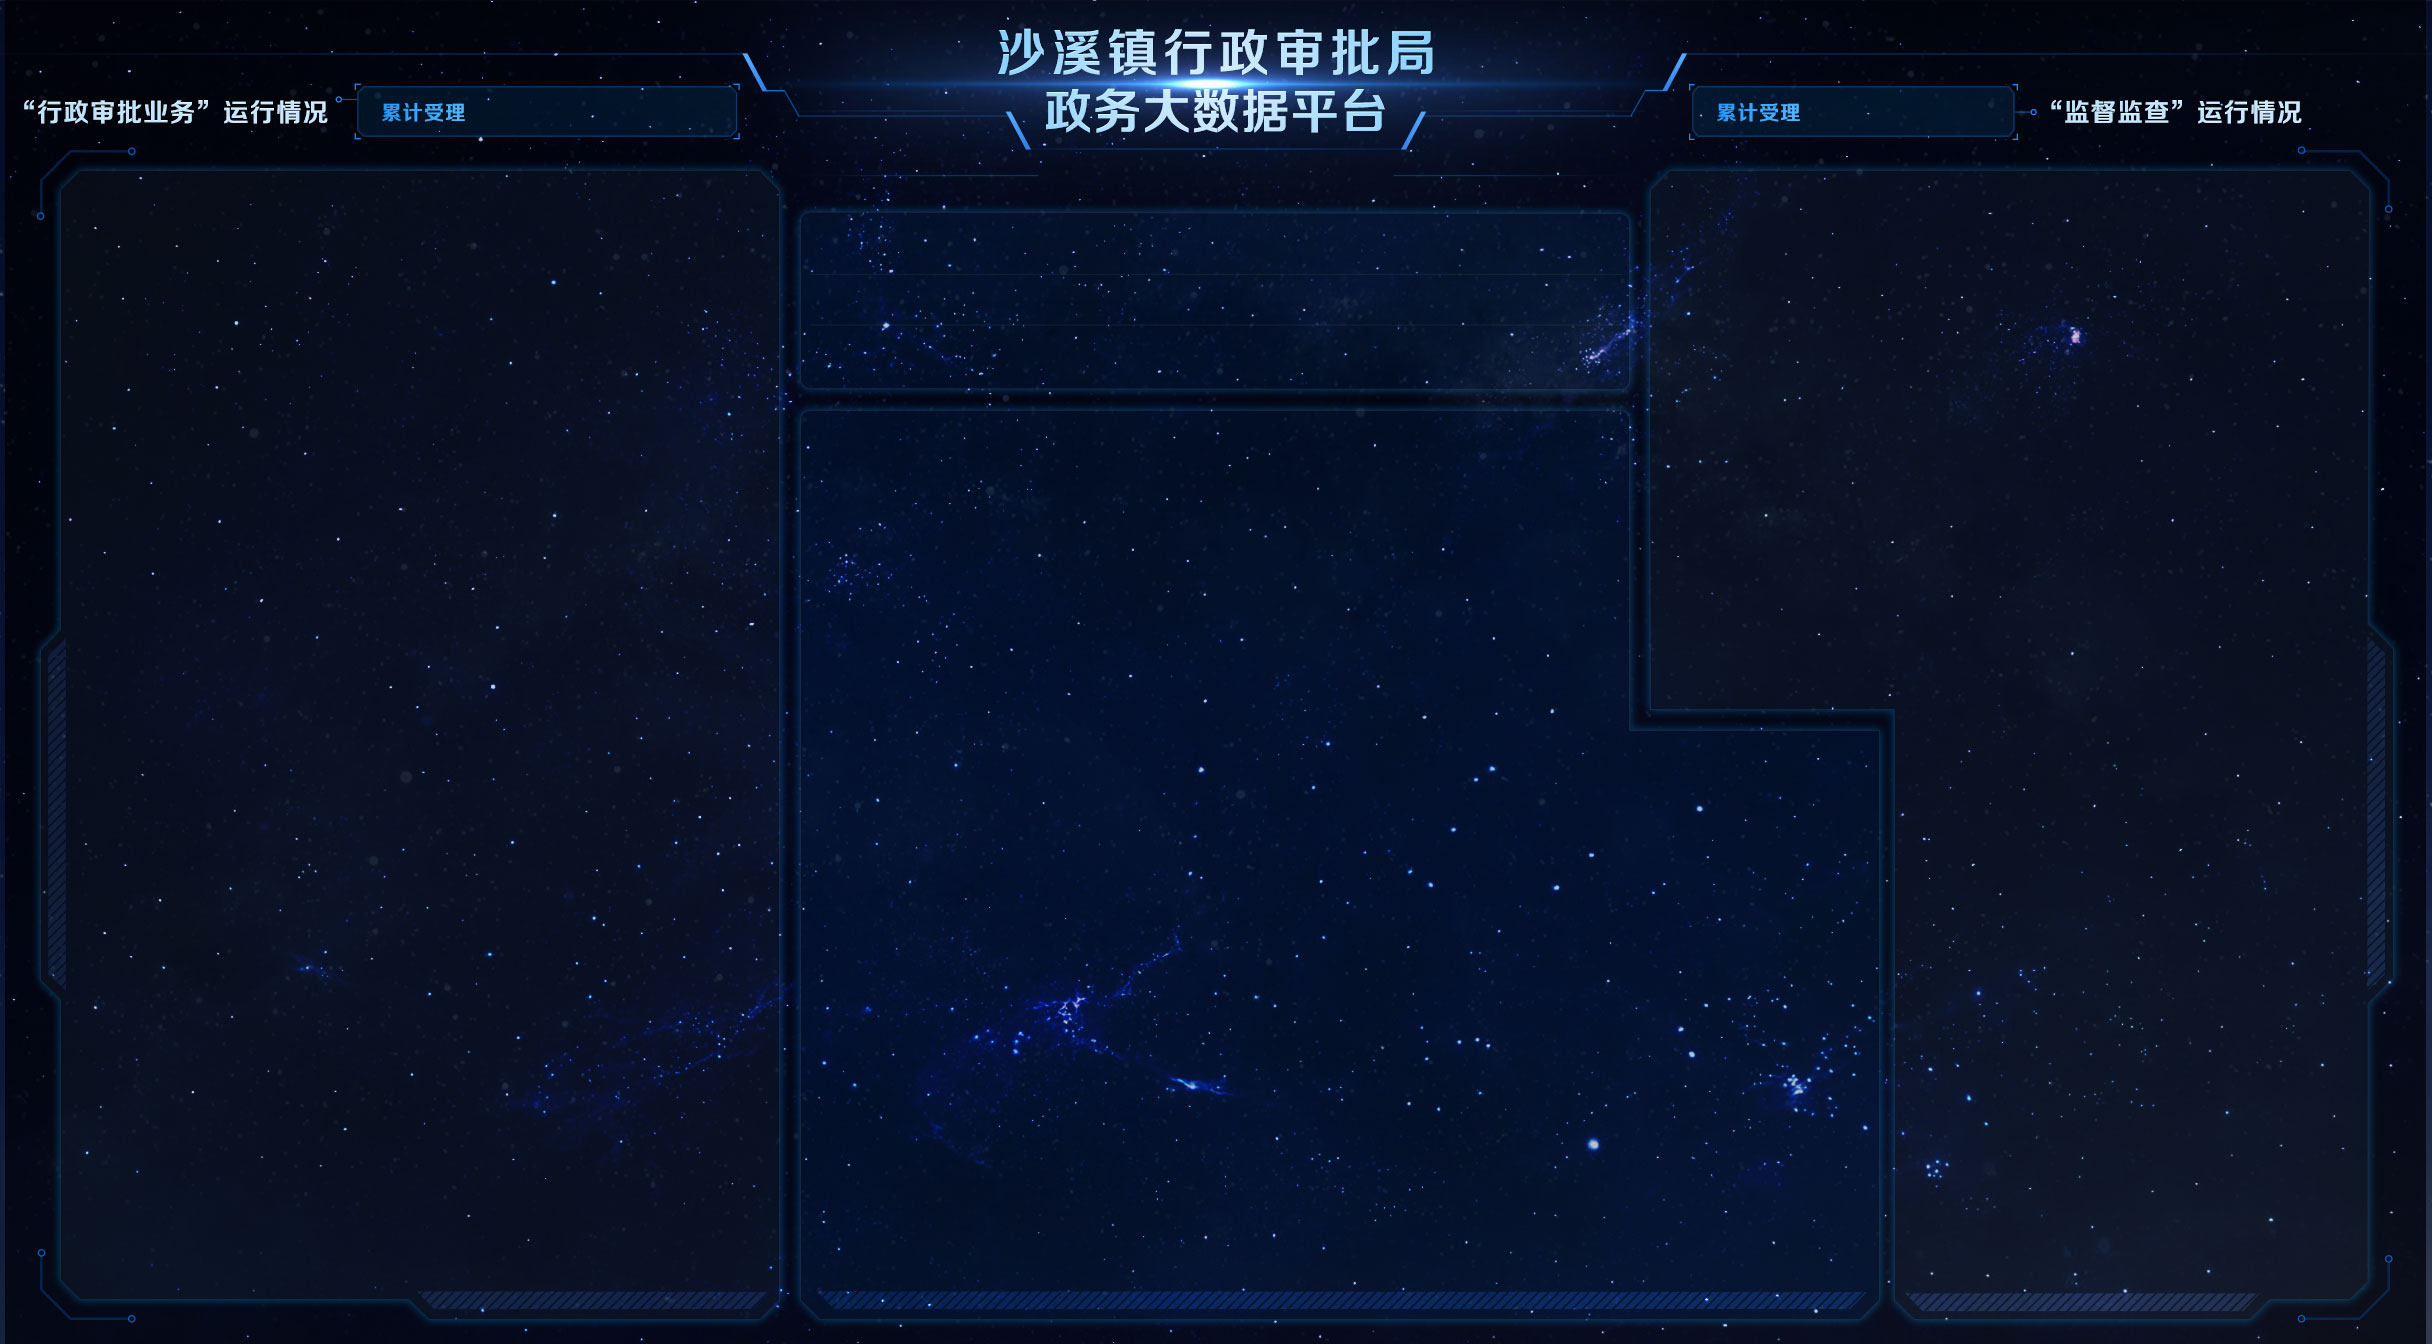 沙溪镇行政审批局
政务大数据平台
“行政审批业务”运行情况
累计受理
累计受理
“监督监查”运行情况